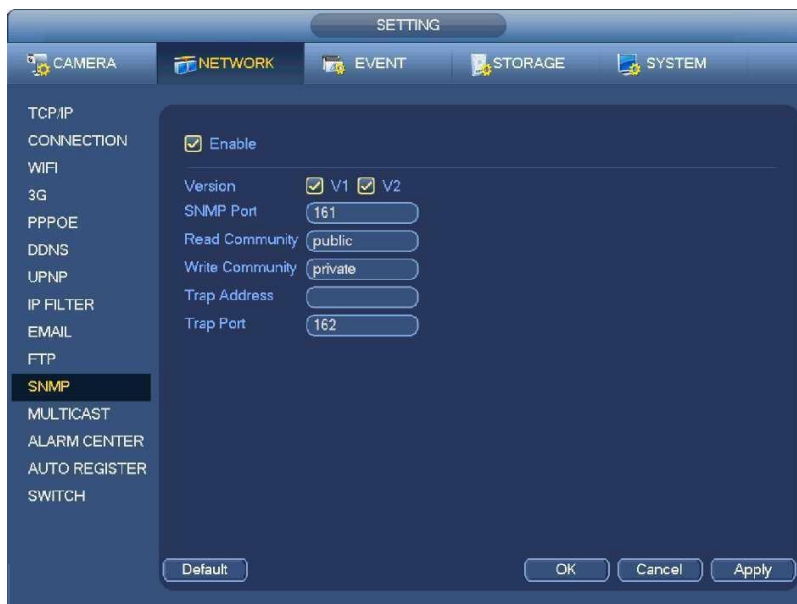 SETTING
CAMERA NETWORK EVENT STORAGE SYSTEM
TCP/IP
CONNECTION
WIFI
3G
PPPOE
DDNS
UPNP
IP FILTER
EMAIL
FTP
SNMP
MULTICAST
ALARM CENTER
AUTO REGISTER
SWITCH
Enable
Version V1 V2
SNMP Port 161
Read Community public
Write Community private
Trap Address
Trap Port 162
Default OK Cancel Apply